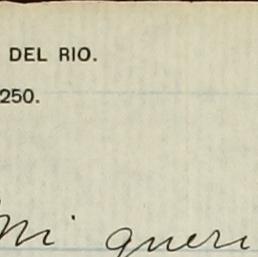 DEL RIO.
250.
Mi queri